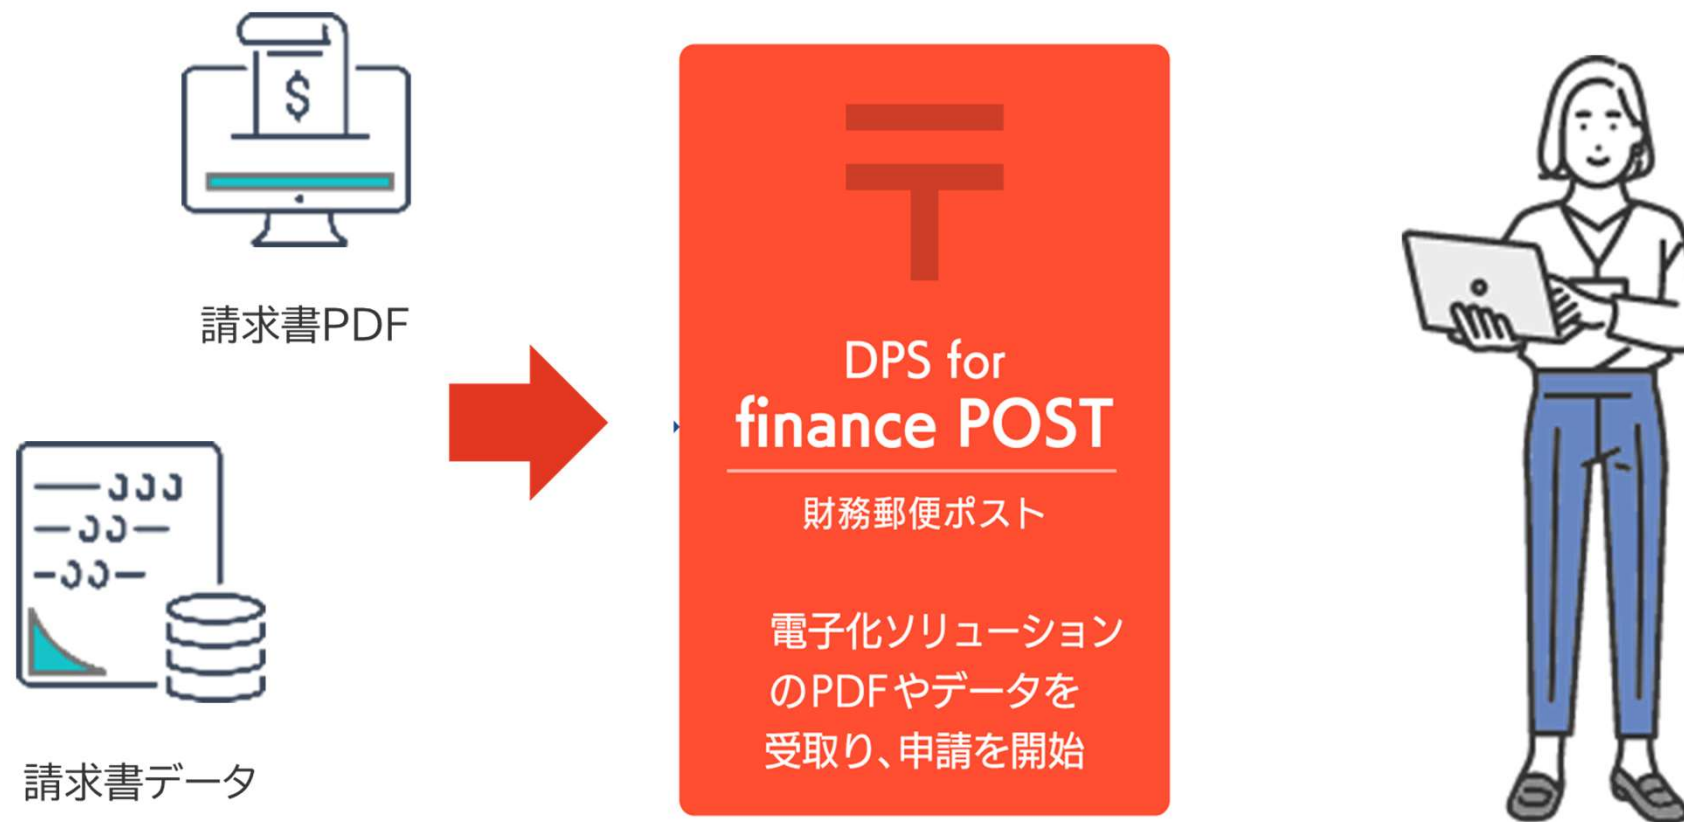 $
請求書PDF
請求書データ
〒
DPS for
finance POST
財務郵便ポスト
電子化ソリューション
のPDFやデータを
受取り、申請を開始